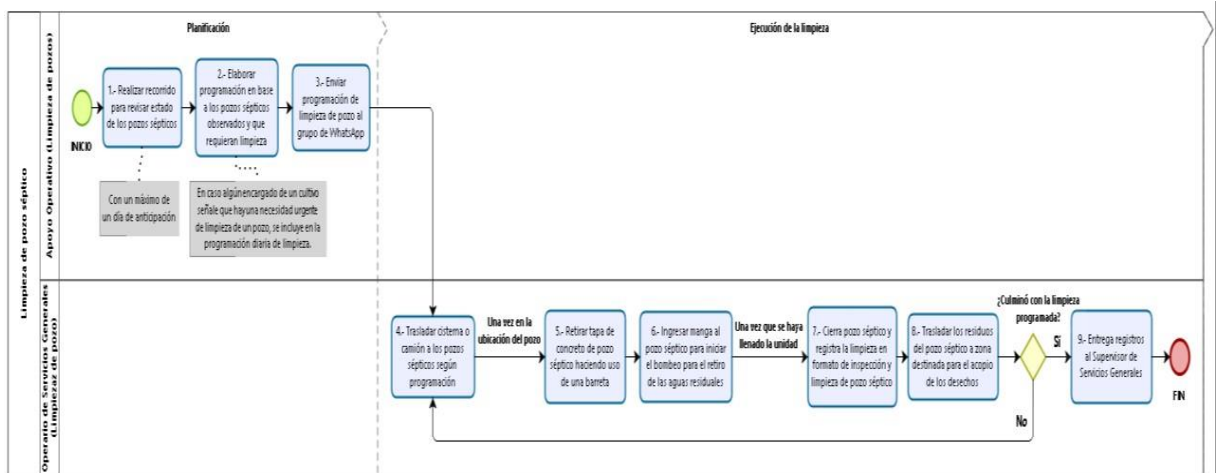 Planificación
Ejecución de la limpieza
Limpieza de pozo séptico
Apoyo Operativo (Limpieza de pozos)
INICIO
1.- Realizar recorrido
para revisar estado
de los pozos sépticos
2.- Elaborar
programación en base
a los pozos sépticos
observados y que
requieran limpieza
3.- Enviar
programación de
limpieza de pozo al
grupo de WhatsApp
Con un máximo de
un día de anticipación
En caso algún encargado de un cultivo
señale que hay una necesidad urgente
de limpieza de un pozo, se incluye en la
programación diaria de limpieza.
Operario de Servicios Generales
(Limpiezaz de pozo)
4.- Trasladar cisterna o
camión a los pozos
sépticos según
programación
Una vez en la
ubicación del pozo
5.- Retirar tapa de
concreto de pozo
séptico haciendo uso
de una barreta
6.- Ingresar manga al
pozo séptico para iniciar
el bombeo para el retiro
de las aguas residuales
Una vez que se haya
llenado la unidad
7.- Cierra pozo séptico y
registra la limpieza en
formato de inspección y
limpieza de pozo séptico
8.- Trasladar los residuos
del pozo séptico a zona
destinada para el acopio
de los desechos
¿Culminó con la limpieza
programada?
Sí
No
9.- Entrega registros
al Supervisor de
Servicios Generales
FIN